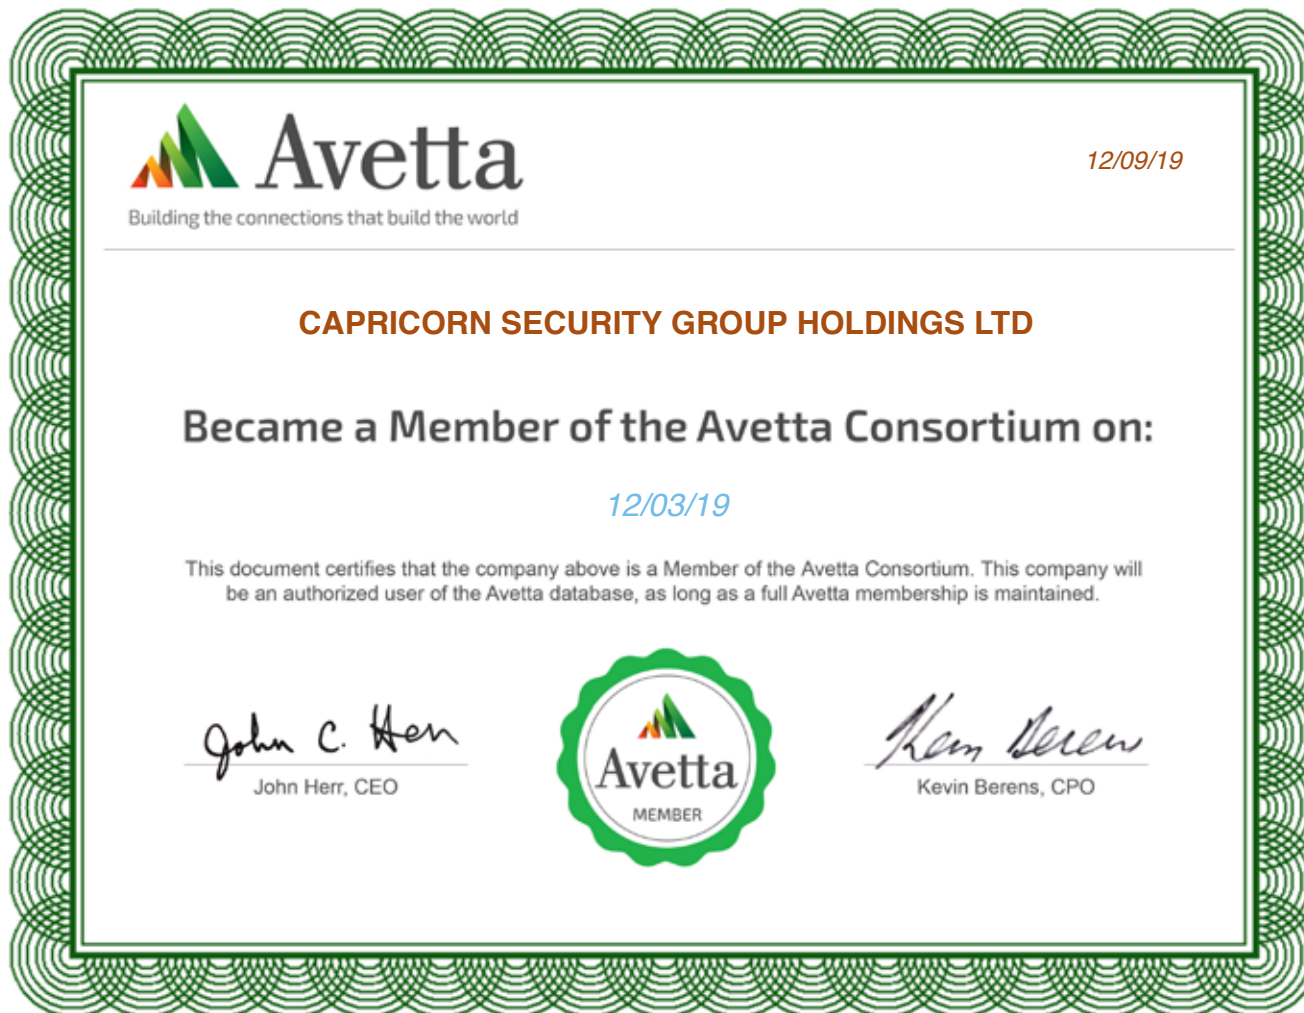 Avetta
Building the connections that build the world
12/09/19
CAPRICORN SECURITY GROUP HOLDINGS LTD
Became a Member of the Avetta Consortium on:
12/03/19
This document certifies that the company above is a Member of the Avetta Consortium. This company will
be an authorized user of the Avetta database, as long as a full Avetta membership is maintained.
John C. Herr
John Herr, CEO
Avetta
MEMBER
Kevin Berens
Kevin Berens, CPO